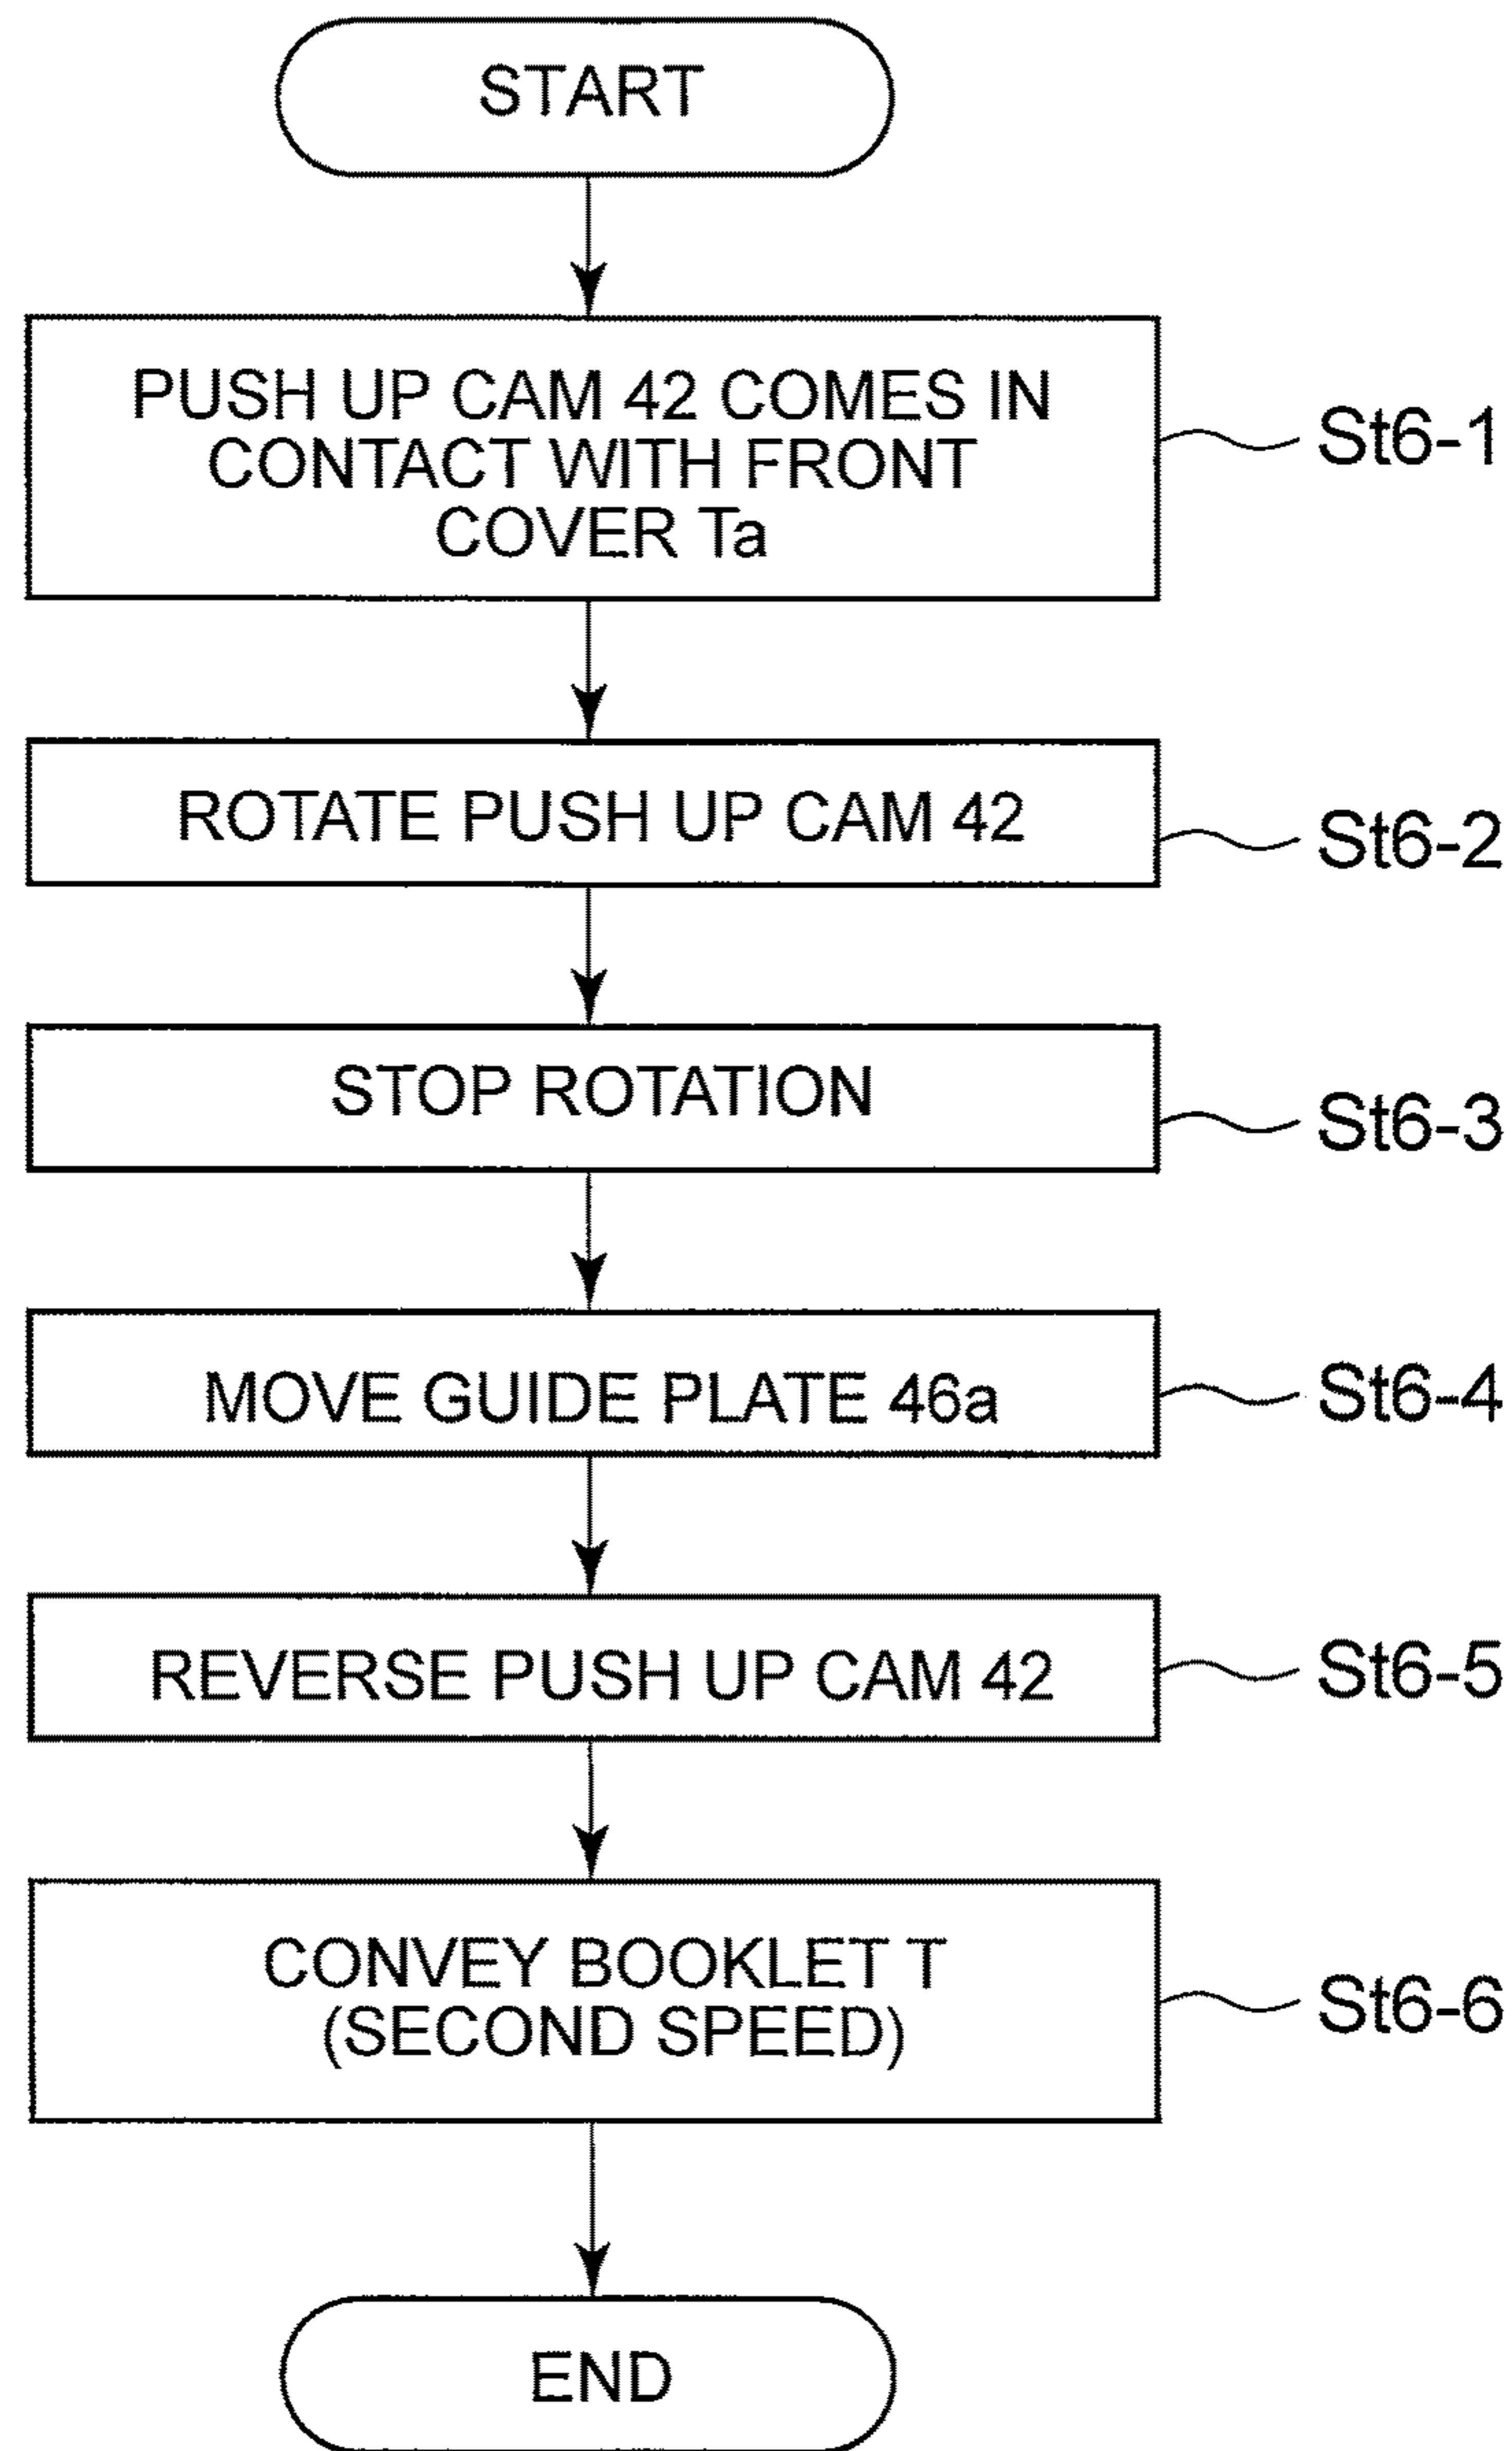 START
PUSH UP CAM 42 COMES IN
CONTACT WITH FRONT
COVER Ta
St6-1
ROTATE PUSH UP CAM 42
St6-2
STOP ROTATION
St6-3
MOVE GUIDE PLATE 46a
St6-4
REVERSE PUSH UP CAM 42
St6-5
CONVEY BOOKLET T
(SECOND SPEED)
St6-6
END